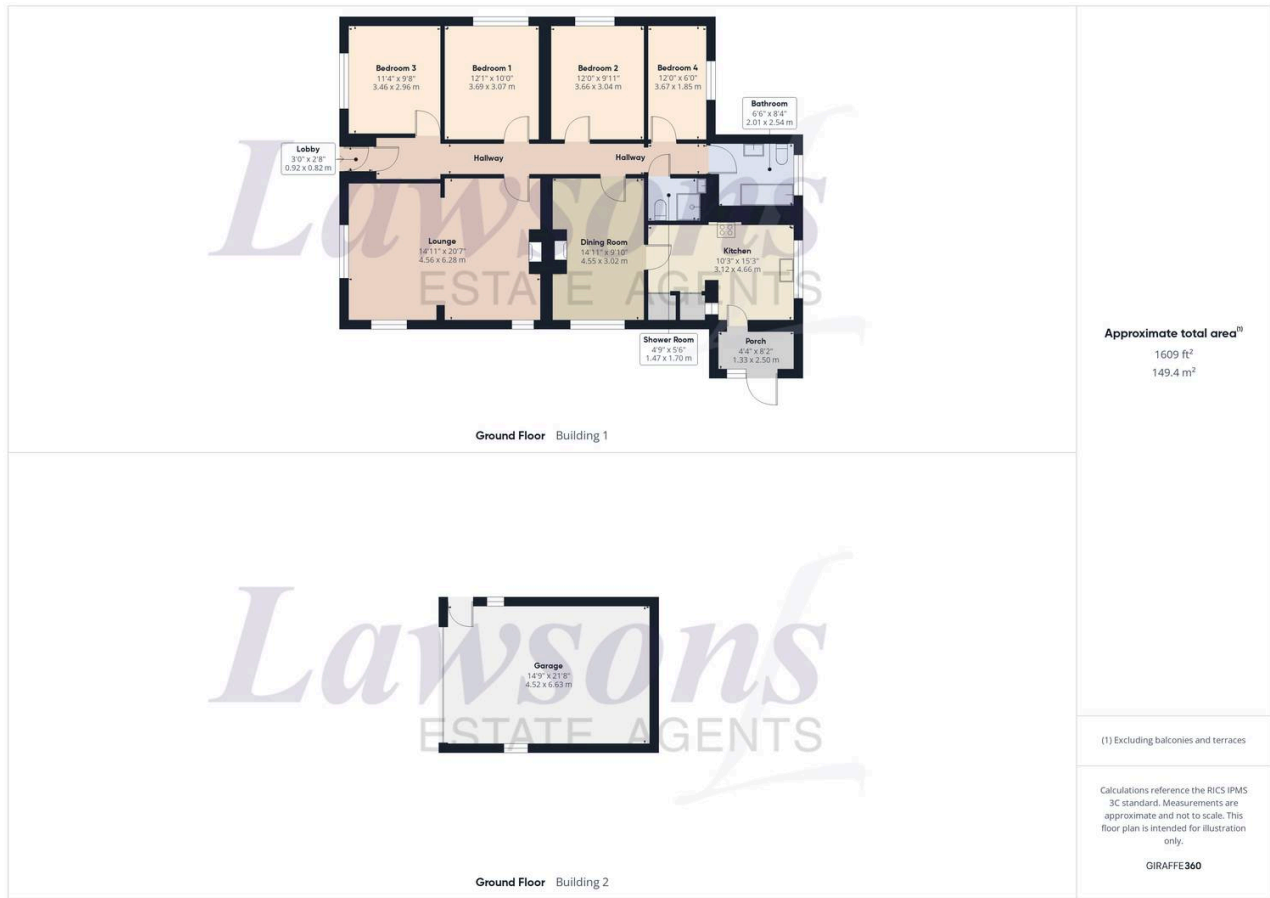 Bedroom 3
11'4" x 9'8"
3.46 x 2.96 m
Bedroom 1
12'1" x 10'0"
3.69 x 3.07 m
Bedroom 2
12'0" x 9'11"
3.66 x 3.04 m
Bedroom 4
12'0" x 6'0"
3.67 x 1.85 m
Bathroom
6'6" x 8'4"
2.01 x 2.54 m
Lobby
3'0" x 2'8"
0.92 x 0.82 m
Hallway
Hallway
Lounge
14'11" x 20'7"
4.56 x 6.28 m
Dining Room
14'11" x 9'10"
4.55 x 3.02 m
Kitchen
10'3" x 15'3"
3.12 x 4.66 m
Shower Room
4'9" x 5'6"
1.47 x 1.70 m
Porch
4'4" x 8'2"
1.33 x 2.50 m
Lawsons
ESTATE AGENTS
Ground Floor Building 1
Garage
14'9" x 21'8"
4.52 x 6.63 m
Lawsons
ESTATE AGENTS
Ground Floor Building 2
Approximate total area(1)
1609 ft²
149.4 m²
(1) Excluding balconies and terraces
Calculations reference the RICS IPMS
3C standard. Measurements are
approximate and not to scale. This
floor plan is intended for illustration
only.
GIRAFFE360